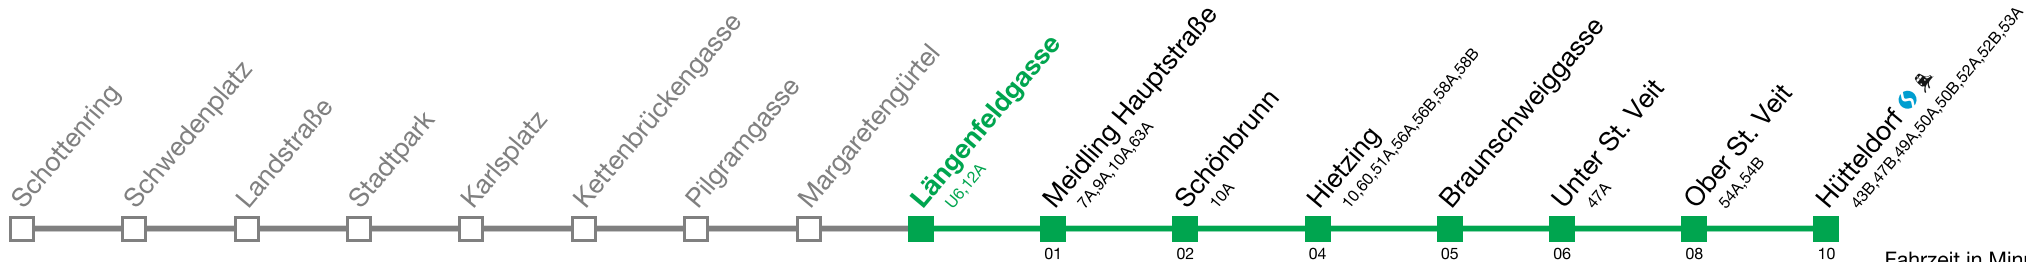 Schottenring
Schwedenplatz
Landstraße
Stadtpark
Karlsplatz
Kettenbrückengasse
Pilgramgasse
Margaretengürtel
Längenfeldgasse
U6,12A
Meidling Hauptstraße
7A,9A,10A,63A
Schönbrunn
10A
Hietzing
10,60,51A,56A,56B,58A,58B
Braunschweiggasse
Unter St. Veit
47A
Ober St. Veit
54A,54B
Hütteldorf
43B,47B,49A,50A,50B,52A,52B,53A
01
02
04
05
06
08
10
Fahrzeit in